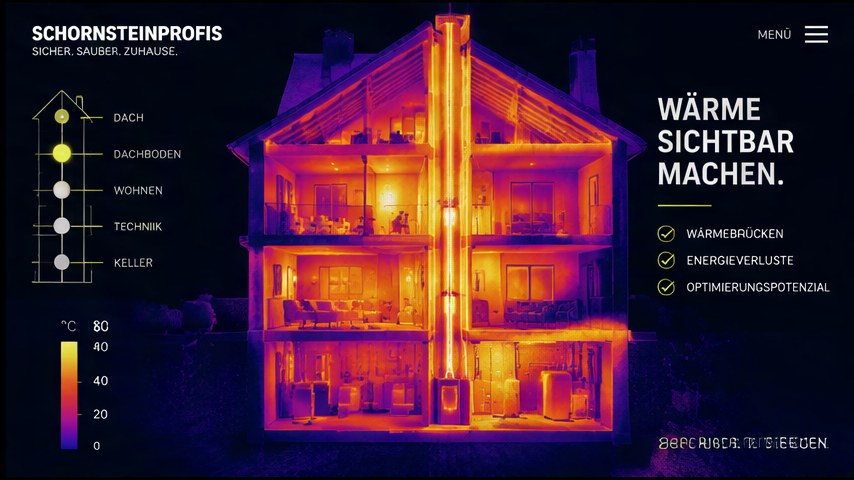 SCHORNSTEINPROFIS
SICHER. SAUBER. ZUHAUSE.
MENÜ
DACH
DACHBODEN
WOHNEN
TECHNIK
KELLER
WÄRME
SICHTBAR
MACHEN.
WÄRMEBRÜCKEN
ENERGIEVERLUSTE
OPTIMIERUNGSPOTENZIAL
°C 80
40
40
20
0